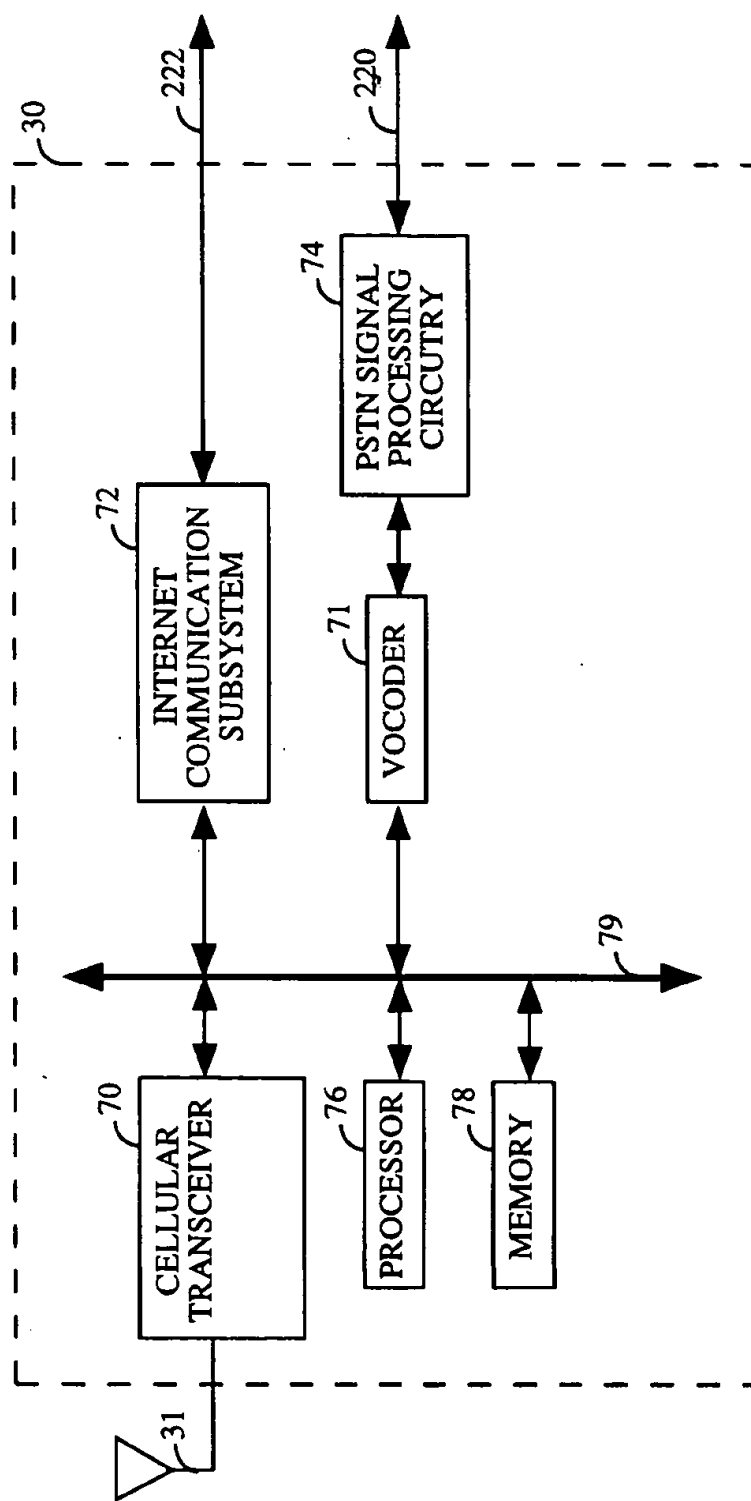 30
222
220
74
PSTN SIGNAL
PROCESSING
CIRCUTRY
72
INTERNET
COMMUNICATION
SUBSYSTEM
71
VOCODER
79
70
CELLULAR
TRANSCEIVER
76
PROCESSOR
78
MEMORY
31